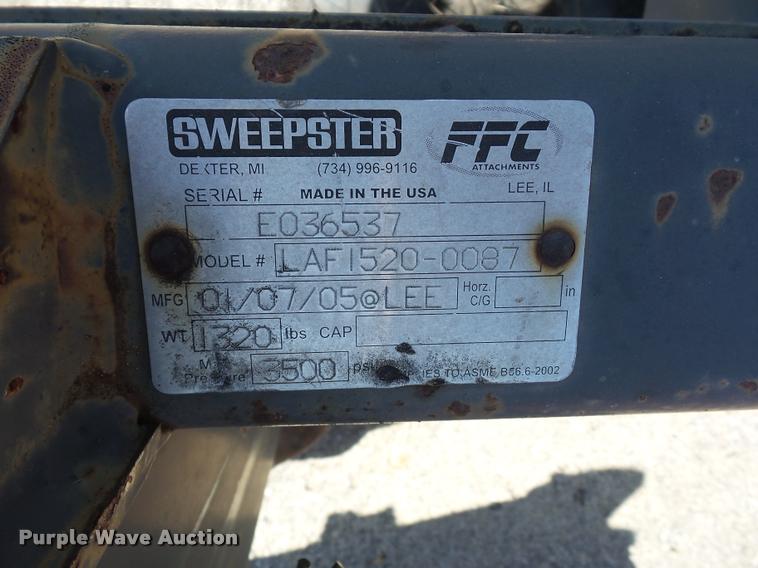 SWEEPSTER FFC
ATTACHMENTS
DEXTER, MI (734) 996-9116
LEE, IL
SERIAL # MADE IN THE USA
E036537
MODEL # LAF1520-0087
MFG 01/07/05@LEE Horz. C/G in
WT 1320 lbs CAP
Pressure 3500 psi TO ASME B56.6-2002
Purple Wave Auction